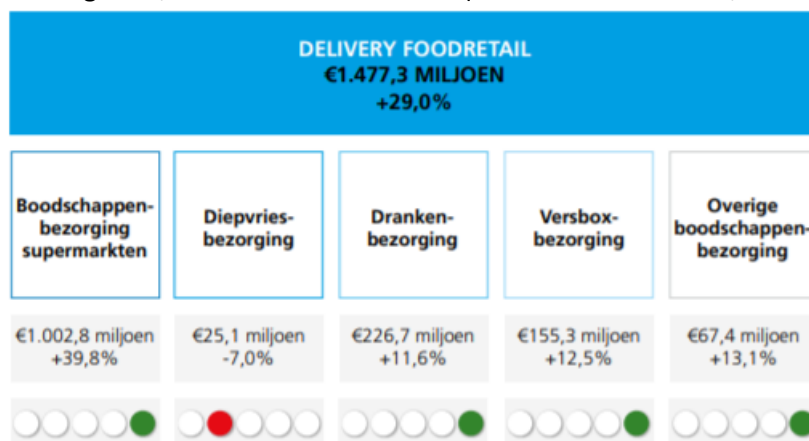 DELIVERY FOODRETAIL
€1.477,3 MILJOEN
+29,0%
Boodschappen-
bezorging
supermarkten
Diepvries-
bezorging
Dranken-
bezorging
Versbox-
bezorging
Overige
boodschappen-
bezorging
€1.002,8 miljoen
+39,8%
€25,1 miljoen
-7,0%
€226,7 miljoen
+11,6%
€155,3 miljoen
+12,5%
€67,4 miljoen
+13,1%